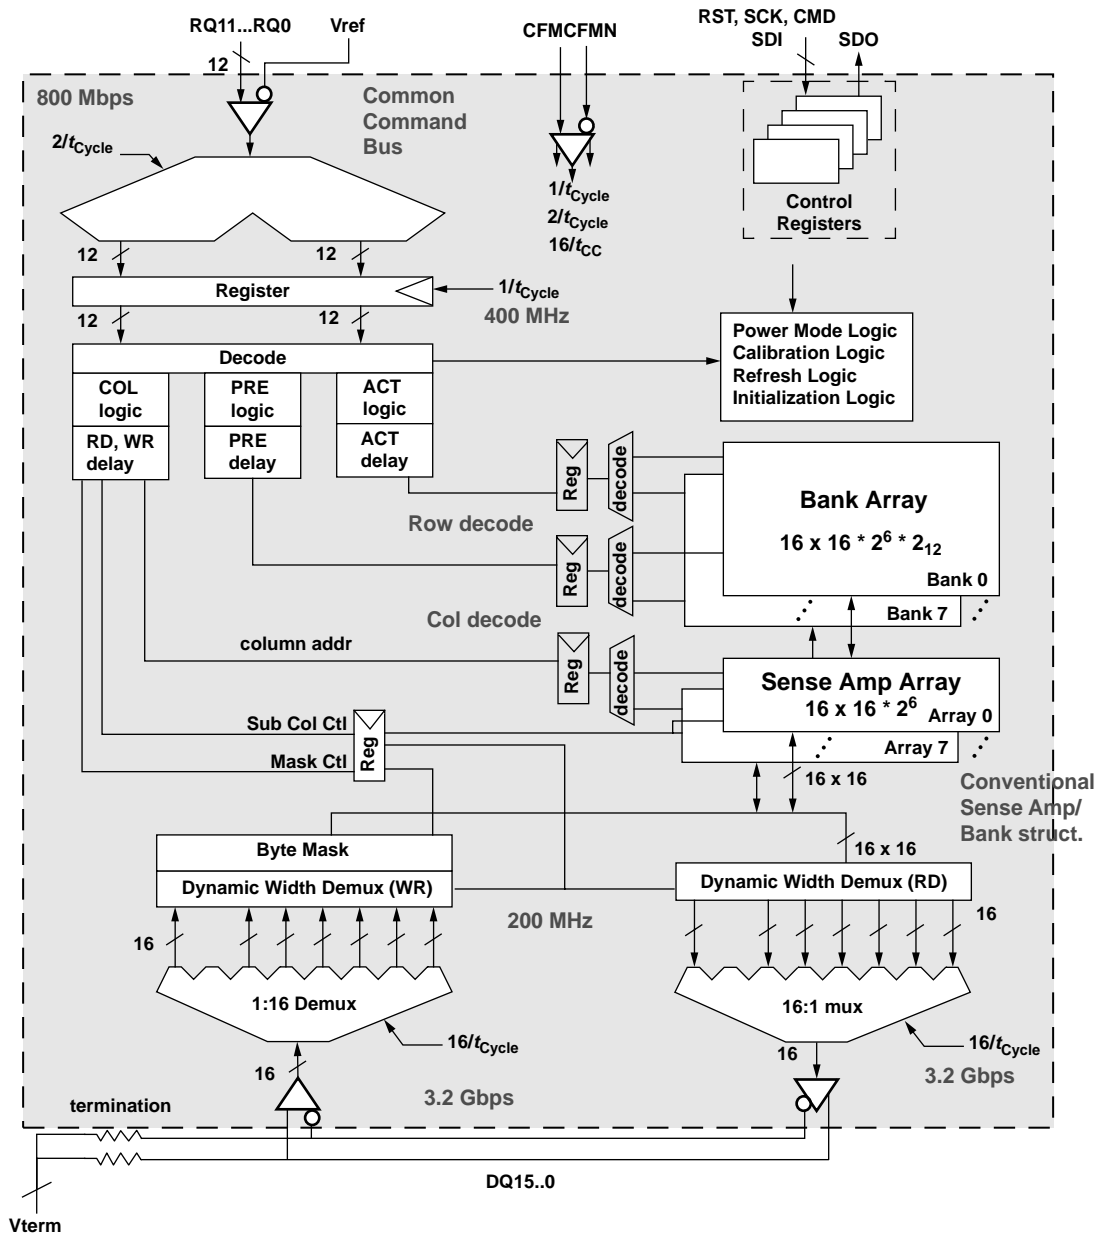 RQ11...RQ0
Vref
CFMCFMN
RST, SCK, CMD
SDI
SDO
12
800 Mbps
Common
Command
Bus
2/tCycle
1/tCycle
2/tCycle
16/tCC
Control
Registers
12
12
Register
1/tCycle
400 MHz
12
12
Decode
COL
logic
PRE
logic
ACT
logic
RD, WR
delay
PRE
delay
ACT
delay
Power Mode Logic
Calibration Logic
Refresh Logic
Initialization Logic
Reg
decode
Row decode
Bank Array
16 x 16 * 2^6 * 2_12
Bank 0
Bank 7
Reg
decode
Col decode
column addr
Reg
decode
Sense Amp Array
16 x 16 * 2^6
Array 0
Array 7
Sub Col Ctl
Mask Ctl
Reg
16 x 16
Conventional
Sense Amp/
Bank struct.
Byte Mask
16 x 16
Dynamic Width Demux (WR)
Dynamic Width Demux (RD)
200 MHz
16
16
1:16 Demux
16:1 mux
16/tCycle
16/tCycle
16
16
3.2 Gbps
3.2 Gbps
termination
DQ15..0
Vterm